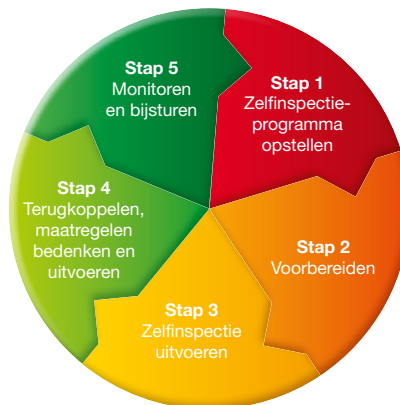 Stap 1
Zelfinspectie-
programma
opstellen
Stap 2
Voorbereiden
Stap 3
Zelfinspectie
uitvoeren
Stap 4
Terugkoppelen,
maatregelen
bedenken en
uitvoeren
Stap 5
Monitoren
en bijsturen